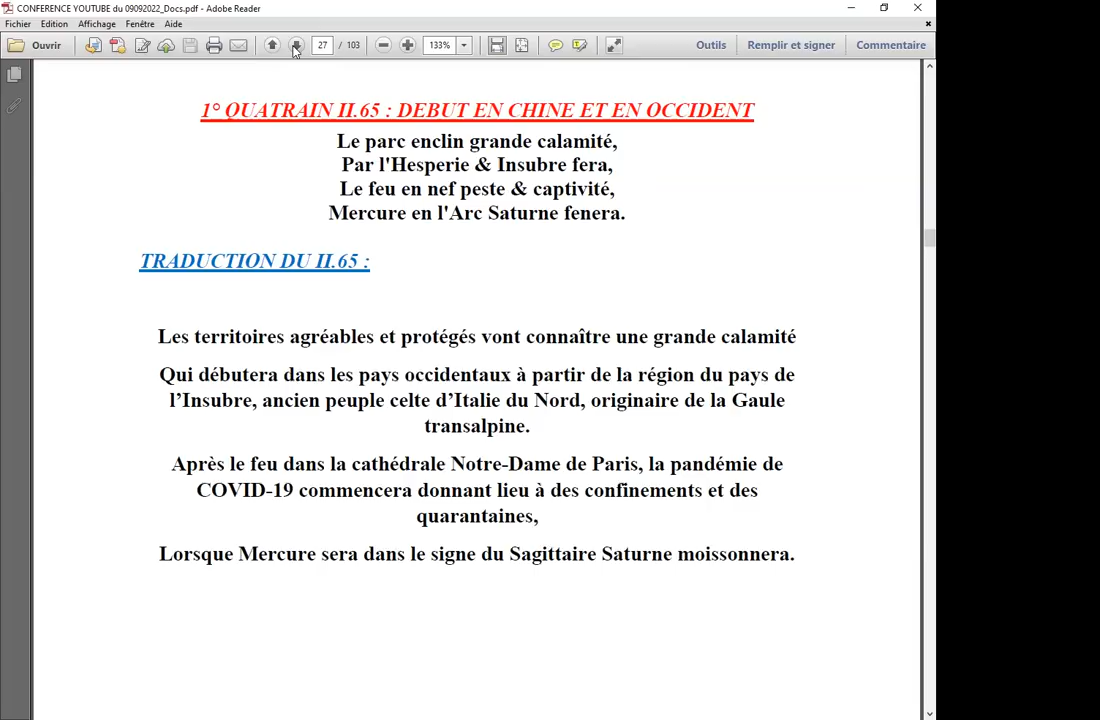 CONFERENCE YOUTUBE du 09092022_Docs.pdf - Adobe Reader
Fichier Edition Affichage Fenêtre Aide
Ouvrir 27 / 103 133% Outils Remplir et signer Commentaire
1° QUATRAIN II.65 : DEBUT EN CHINE ET EN OCCIDENT
Le parc enclin grande calamité,
Par l'Hesperie & Insubre fera,
Le feu en nef peste & captivité,
Mercure en l'Arc Saturne fenera.
TRADUCTION DU II.65 :
Les territoires agréables et protégés vont connaître une grande calamité
Qui débutera dans les pays occidentaux à partir de la région du pays de
l’Insubre, ancien peuple celte d’Italie du Nord, originaire de la Gaule
transalpine.
Après le feu dans la cathédrale Notre-Dame de Paris, la pandémie de
COVID-19 commencera donnant lieu à des confinements et des
quarantaines,
Lorsque Mercure sera dans le signe du Sagittaire Saturne moissonnera.